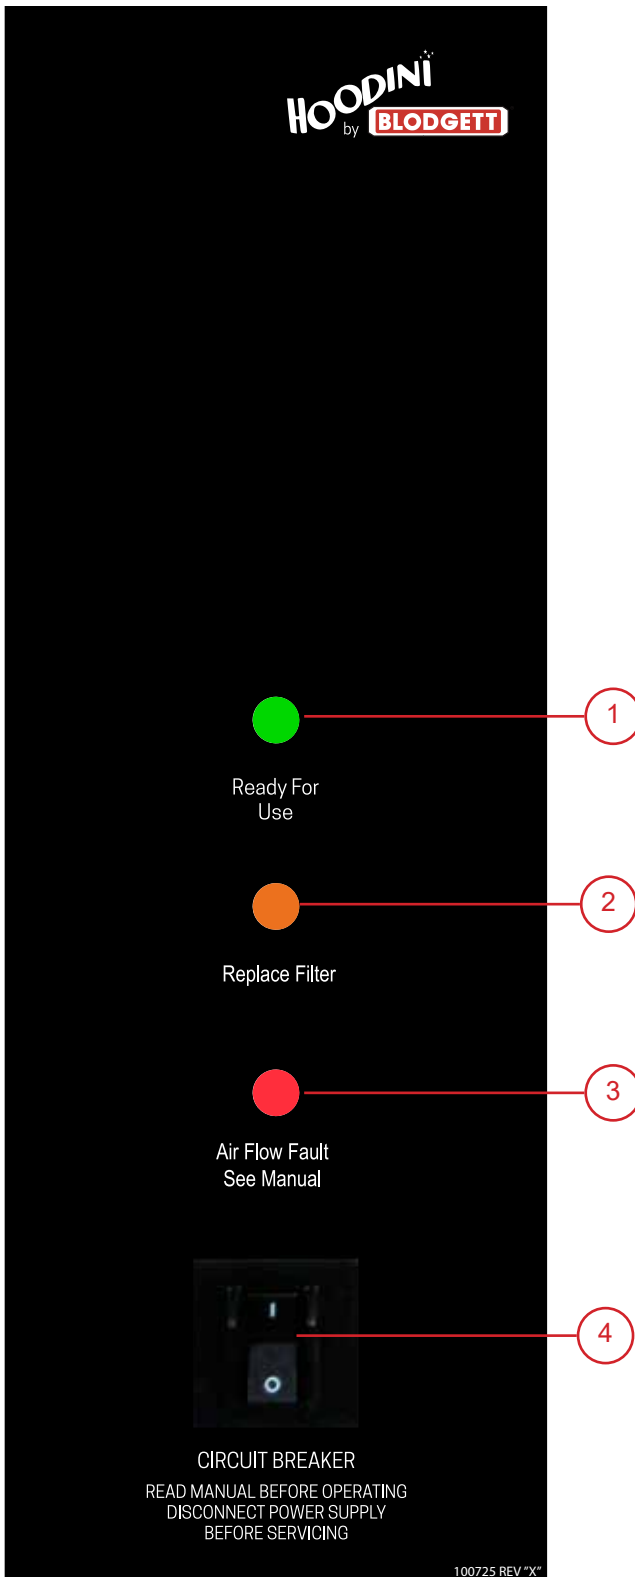 HOODINI
by BLODGETT
1
Ready For
Use
2
Replace Filter
3
Air Flow Fault
See Manual
I
4
O
CIRCUIT BREAKER
READ MANUAL BEFORE OPERATING
DISCONNECT POWER SUPPLY
BEFORE SERVICING
100725 REV "X"